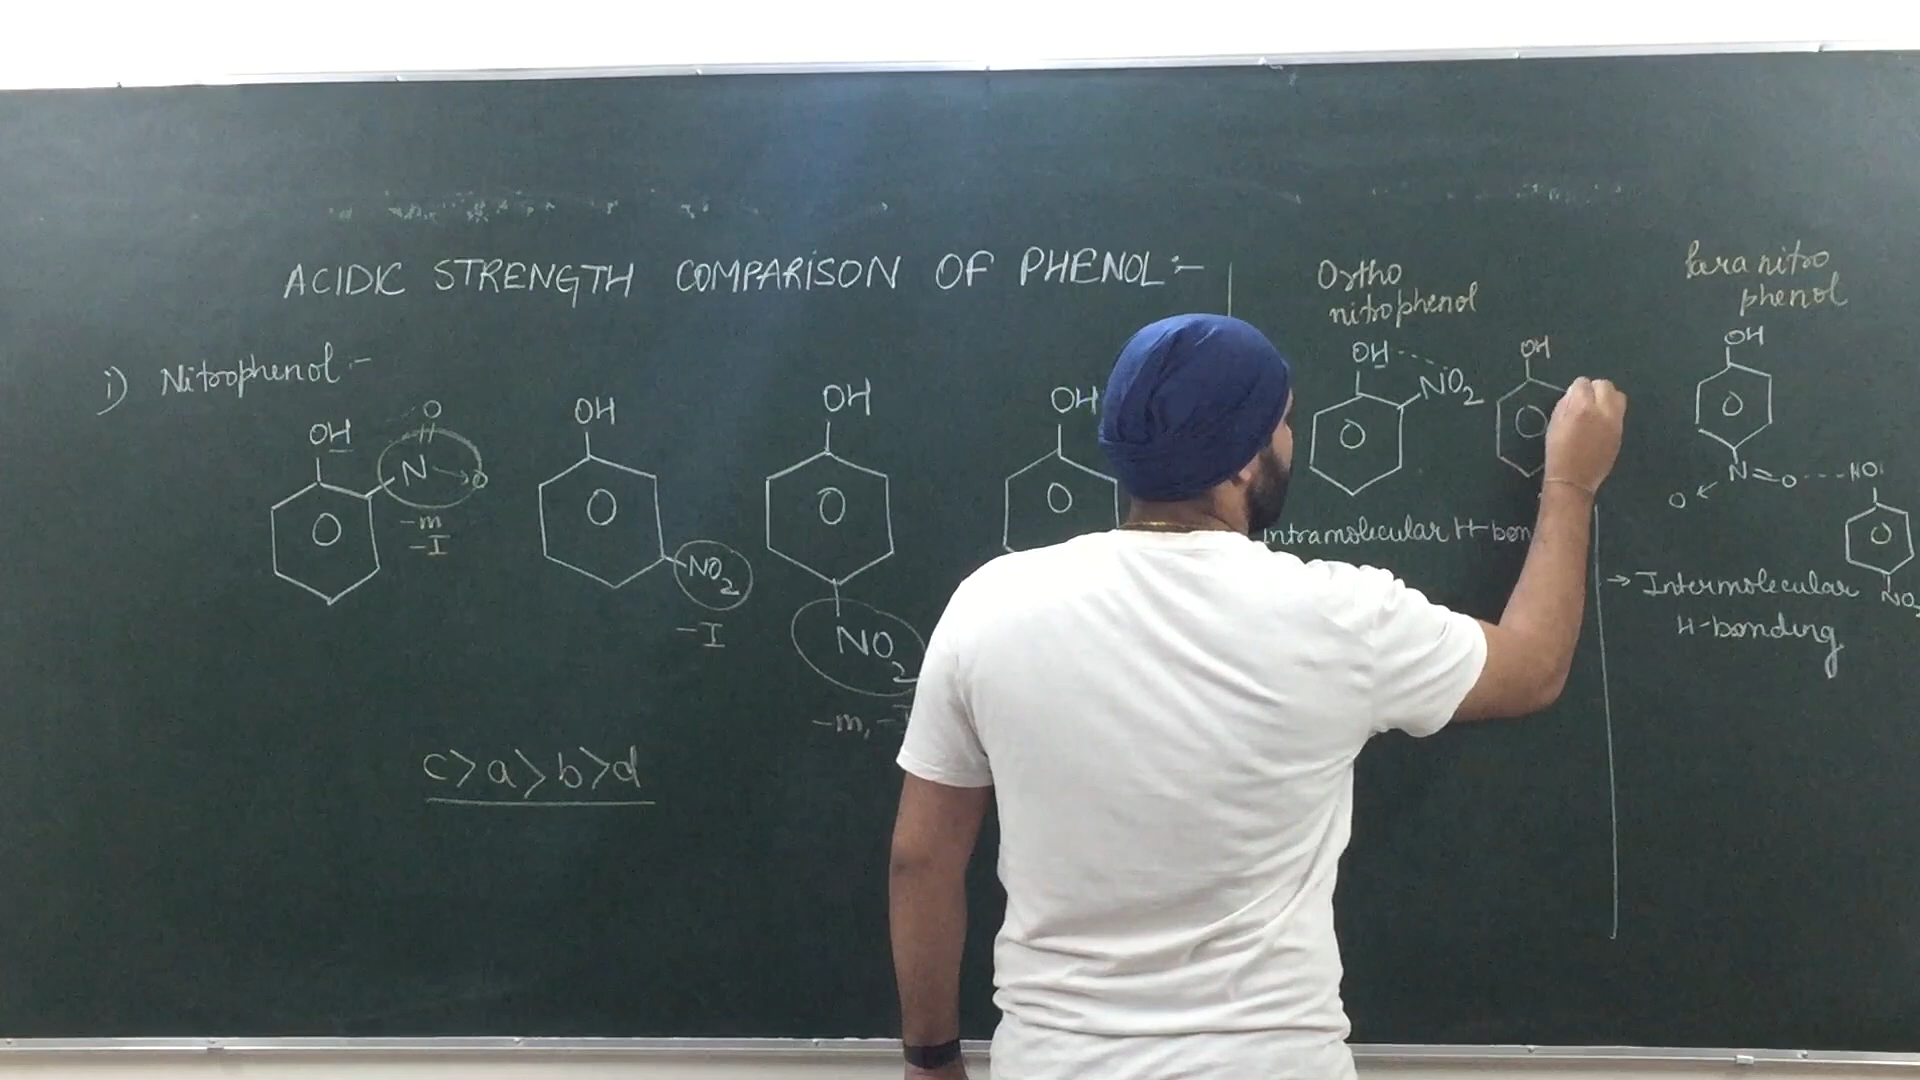 ACIDIC STRENGTH COMPARISON OF PHENOL :-
i) Nitrophenol :-
OH
O
N
O
-m
-I
OH
NO2
-I
OH
NO2
-m, -I
OH
c>a>b>d
Ortho
nitrophenol
OH
NO2
OH
intramolecular H-bon
Para nitro
phenol
OH
N=O
O
HO
NO2
→ Intermolecular
H-bonding